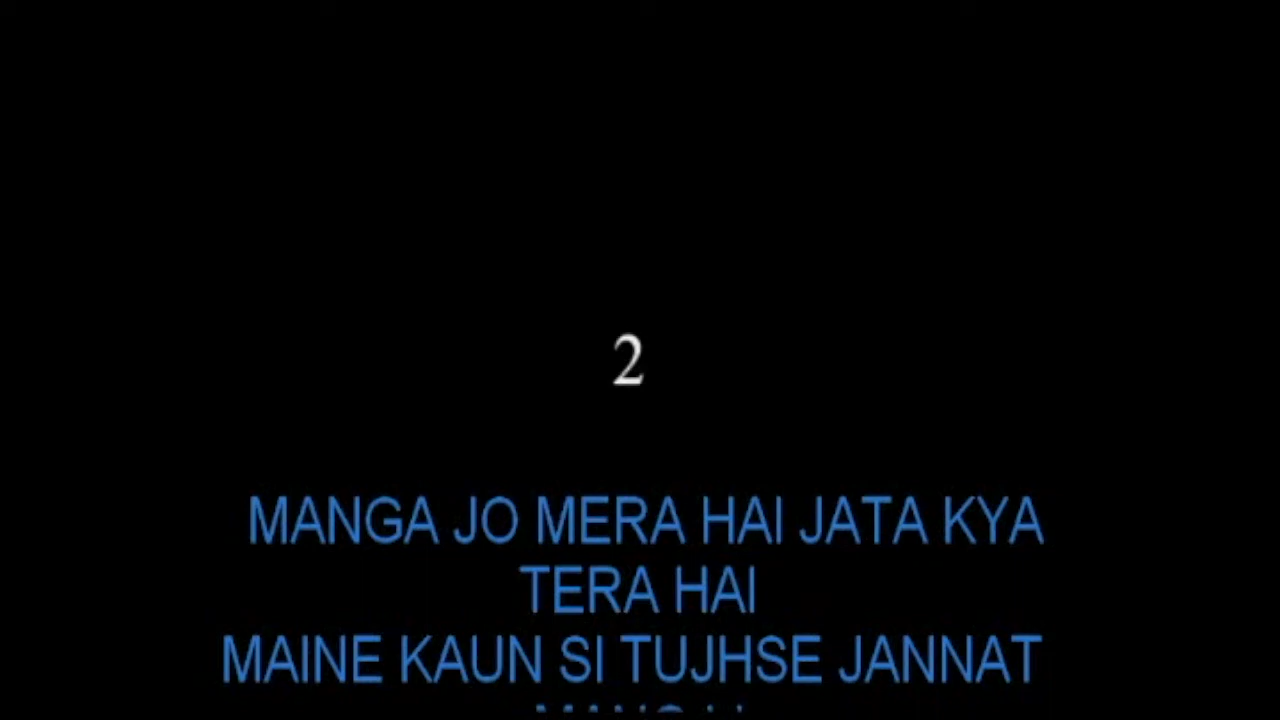 2
MANGA JO MERA HAI JATA KYA
TERA HAI
MAINE KAUN SI TUJHSE JANNAT